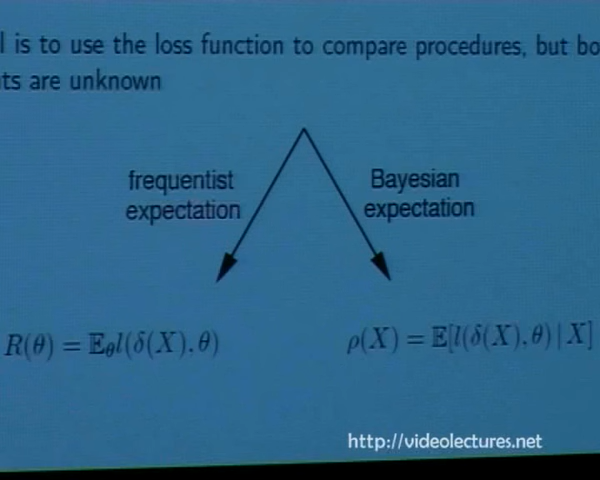 l is to use the loss function to compare procedures, but bo
ts are unknown
frequentist
expectation
Bayesian
expectation
R(θ) = 𝔼_θ l(δ(X), θ)
ρ(X) = 𝔼[l(δ(X), θ) | X]
http://videolectures.net